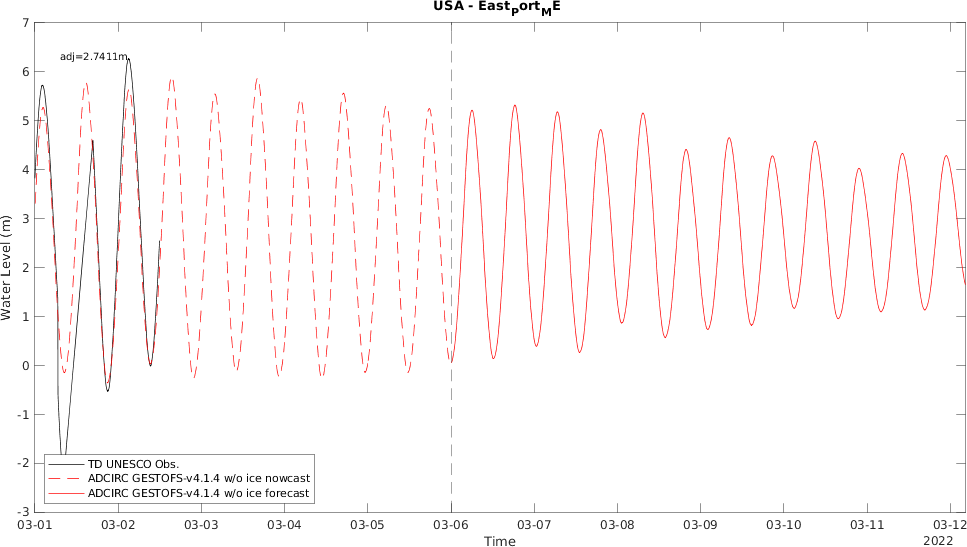 USA - EastPortME
adj=2.7411m
7
6
5
4
3
2
1
0
-1
-2
-3
Water Level (m)
TD UNESCO Obs.
ADCIRC GESTOFS-v4.1.4 w/o ice nowcast
ADCIRC GESTOFS-v4.1.4 w/o ice forecast
03-01 03-02 03-03 03-04 03-05 03-06 03-07 03-08 03-09 03-10 03-11 03-12
Time
2022